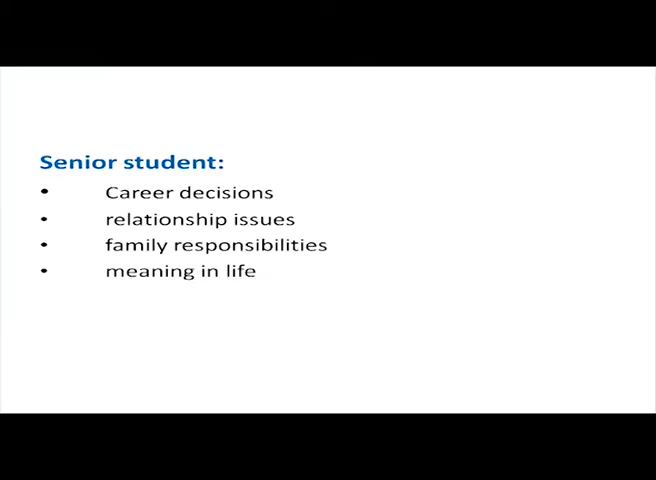 Senior student:
• Career decisions
• relationship issues
• family responsibilities
• meaning in life